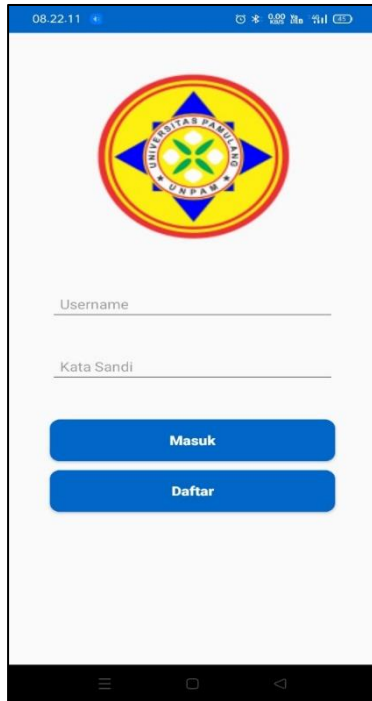 08.22.11
0.00
KB/S
UNIVERSITAS PAMULANG
UNPAM
Username
Kata Sandi
Masuk
Daftar